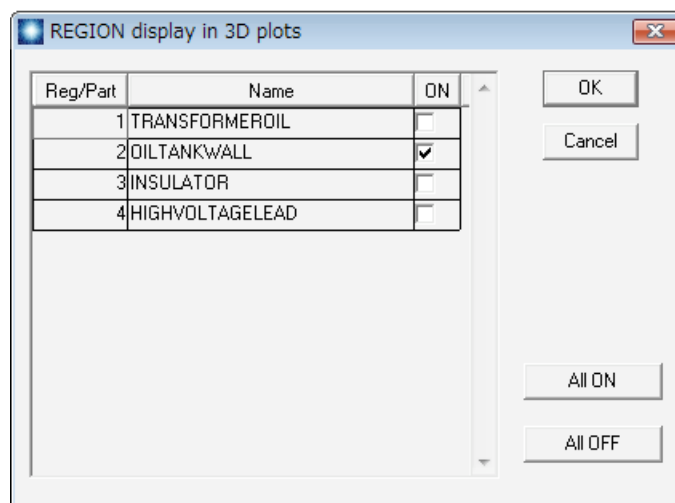 REGION display in 3D plots
Reg/Part Name ON
1 TRANSFORMEROIL
2 OILTANKWALL
3 INSULATOR
4 HIGHVOLTAGELEAD
OK
Cancel
All ON
All OFF